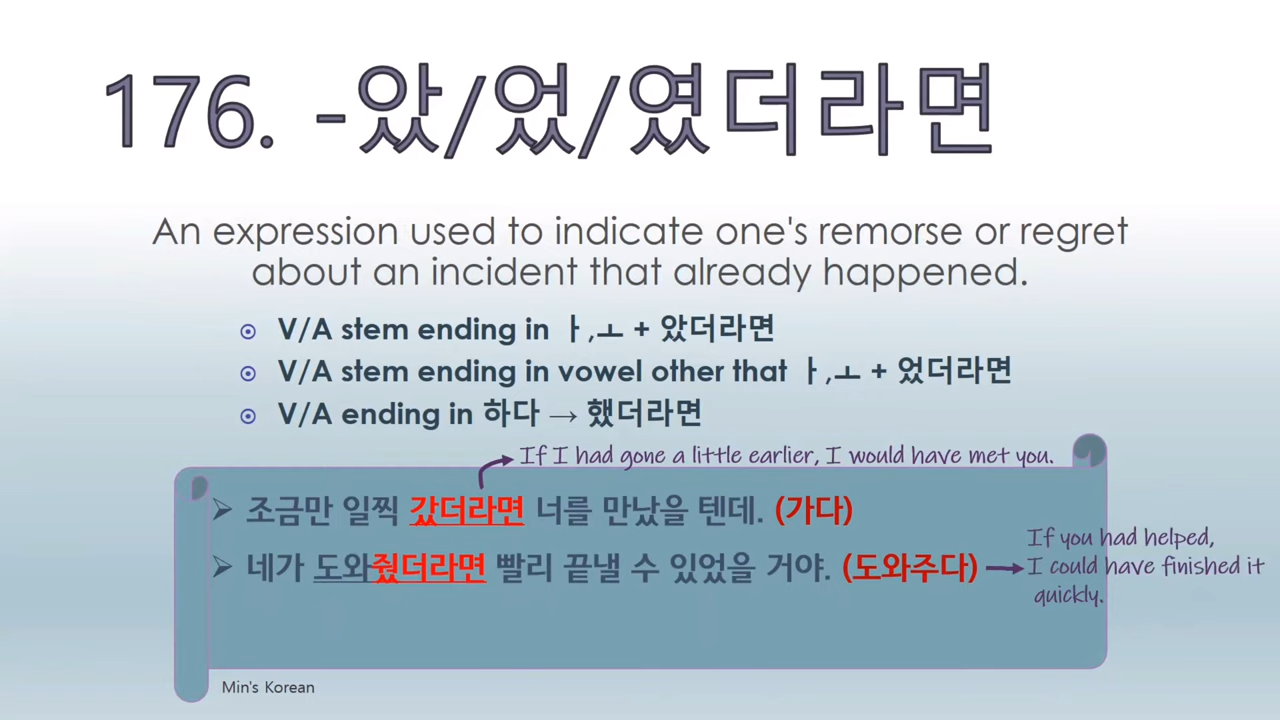 176. -았/었/였더라면
An expression used to indicate one's remorse or regret
about an incident that already happened.
V/A stem ending in ㅏ,ㅗ + 았더라면
V/A stem ending in vowel other that ㅏ,ㅗ + 었더라면
V/A ending in 하다 → 했더라면
If I had gone a little earlier, I would have met you.
조금만 일찍 갔더라면 너를 만났을 텐데. (가다)
네가 도와줬더라면 빨리 끝낼 수 있었을 거야. (도와주다)
If you had helped,
I could have finished it
quickly.
Min's Korean